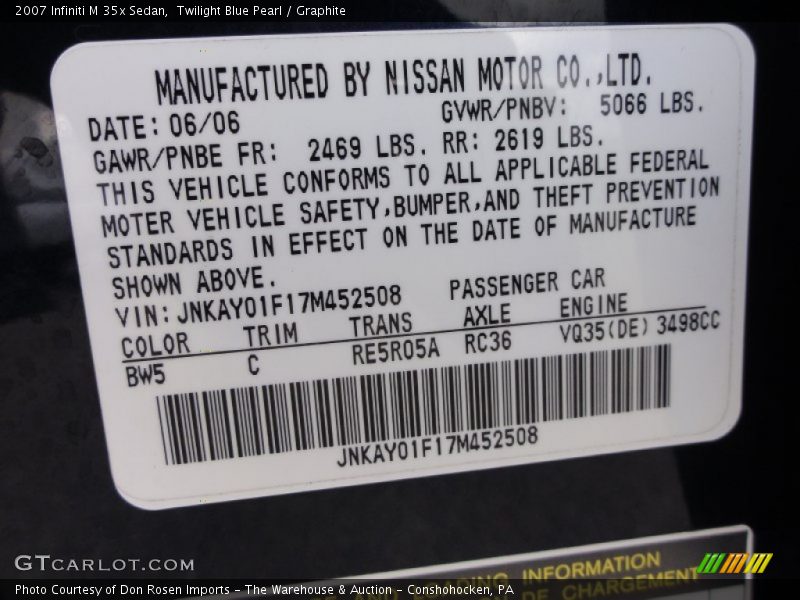 2007 Infiniti M 35x Sedan,  Twilight Blue Pearl / Graphite
MANUFACTURED BY NISSAN MOTOR CO.,LTD.
DATE: 06/06 GVWR/PNBV: 5066 LBS.
GAWR/PNBE FR: 2469 LBS. RR: 2619 LBS.
THIS VEHICLE CONFORMS TO ALL APPLICABLE FEDERAL
MOTER VEHICLE SAFETY,BUMPER,AND THEFT PREVENTION
STANDARDS IN EFFECT ON THE DATE OF MANUFACTURE
SHOWN ABOVE.
VIN: JNKAY01F17M452508 PASSENGER CAR
COLOR TRIM TRANS AXLE ENGINE
BW5 C RE5R05A RC36 VQ35(DE) 3498CC
JNKAY01F17M452508
LOADING INFORMATION
DE CHARGEMENT
GTCARLOT.COM
Photo Courtesy of Don Rosen Imports - The Warehouse & Auction - Conshohocken, PA